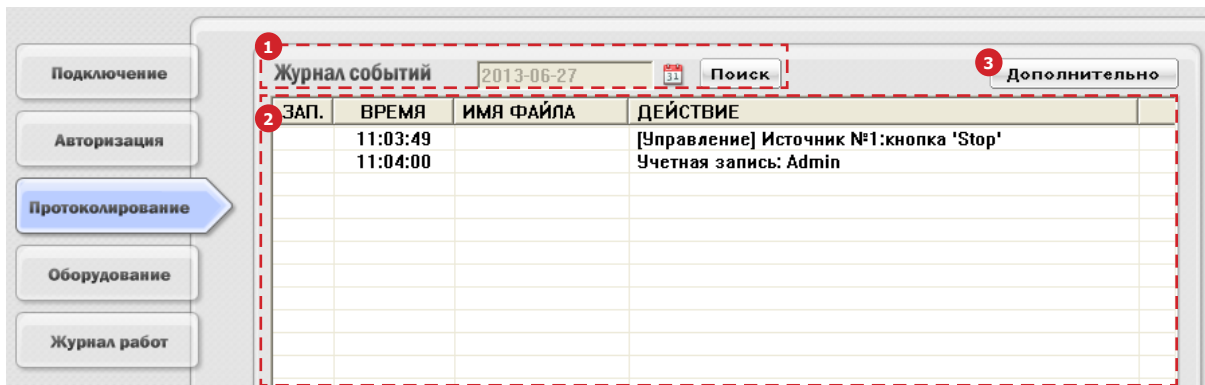 Подключение
Авторизация
Протоколирование
Оборудование
Журнал работ
1
Журнал событий 2013-06-27 31 Поиск
3
Дополнительно
2
ЗАП. ВРЕМЯ ИМЯ ФАЙЛА ДЕЙСТВИЕ
11:03:49 [Управление] Источник №1:кнопка 'Stop'
11:04:00 Учетная запись: Admin